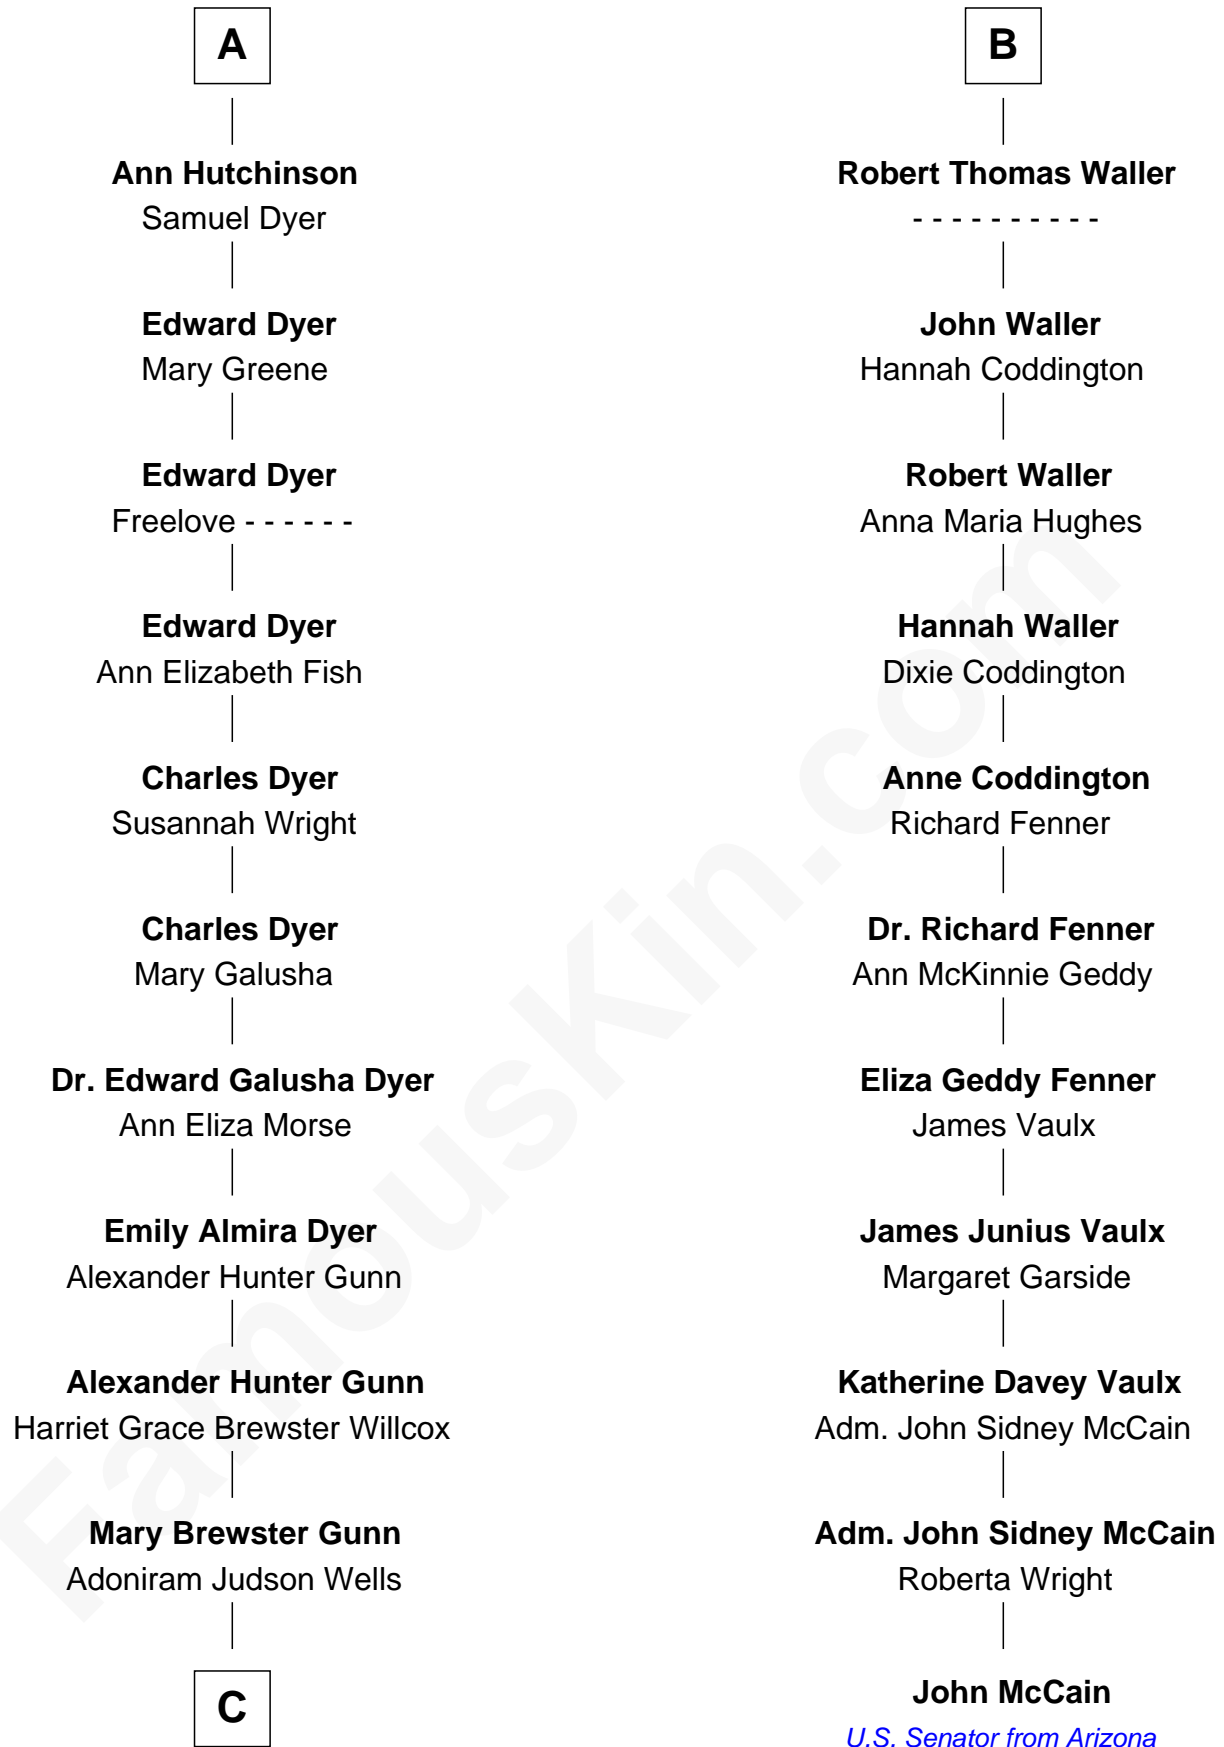 A
Ann Hutchinson
Samuel Dyer
Edward Dyer
Mary Greene
Edward Dyer
Freelove - - - - - -
Edward Dyer
Ann Elizabeth Fish
Charles Dyer
Susannah Wright
Charles Dyer
Mary Galusha
Dr. Edward Galusha Dyer
Ann Eliza Morse
Emily Almira Dyer
Alexander Hunter Gunn
Alexander Hunter Gunn
Harriet Grace Brewster Willcox
Mary Brewster Gunn
Adoniram Judson Wells
C
B
Robert Thomas Waller
- - - - - - - - - -
John Waller
Hannah Coddington
Robert Waller
Anna Maria Hughes
Hannah Waller
Dixie Coddington
Anne Coddington
Richard Fenner
Dr. Richard Fenner
Ann McKinnie Geddy
Eliza Geddy Fenner
James Vaulx
James Junius Vaulx
Margaret Garside
Katherine Davey Vaulx
Adm. John Sidney McCain
Adm. John Sidney McCain
Roberta Wright
John McCain
U.S. Senator from Arizona
FamousKin.com